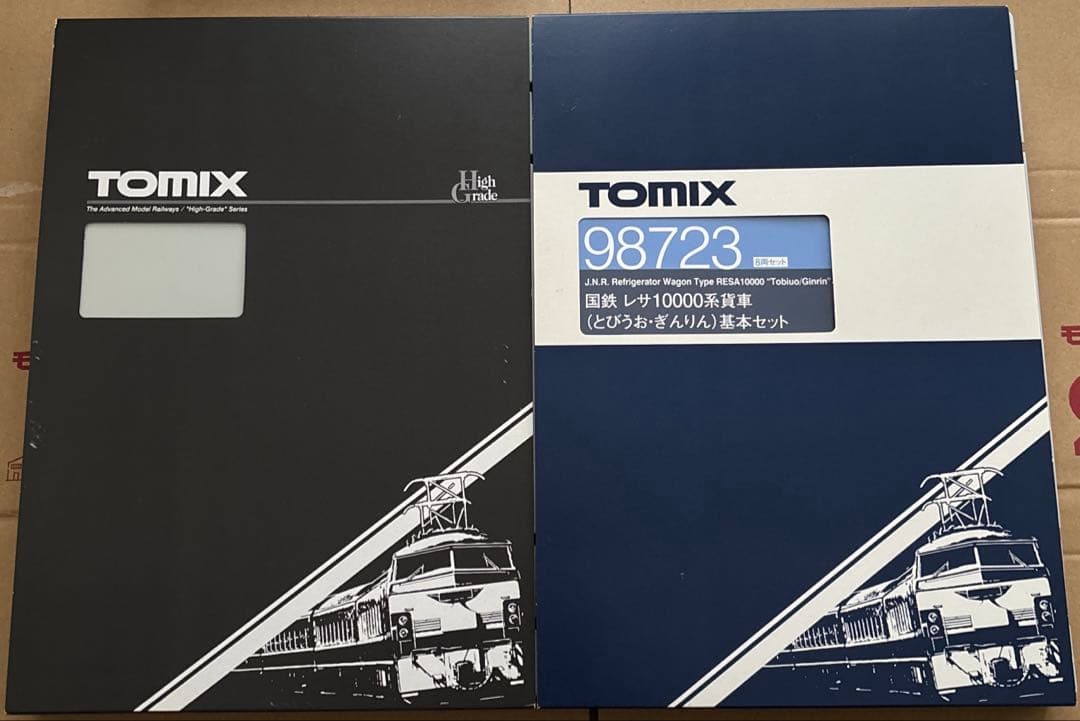 TOMIX
High
Grade
The Advanced Model Railways / "High-Grade" Series
TOMIX
98723
8両セット
J.N.R. Refrigerator Wagon Type RESA10000 "Tobiuo/Ginrin"
国鉄 レサ10000系貨車
(とびうお・ぎんりん)基本セット